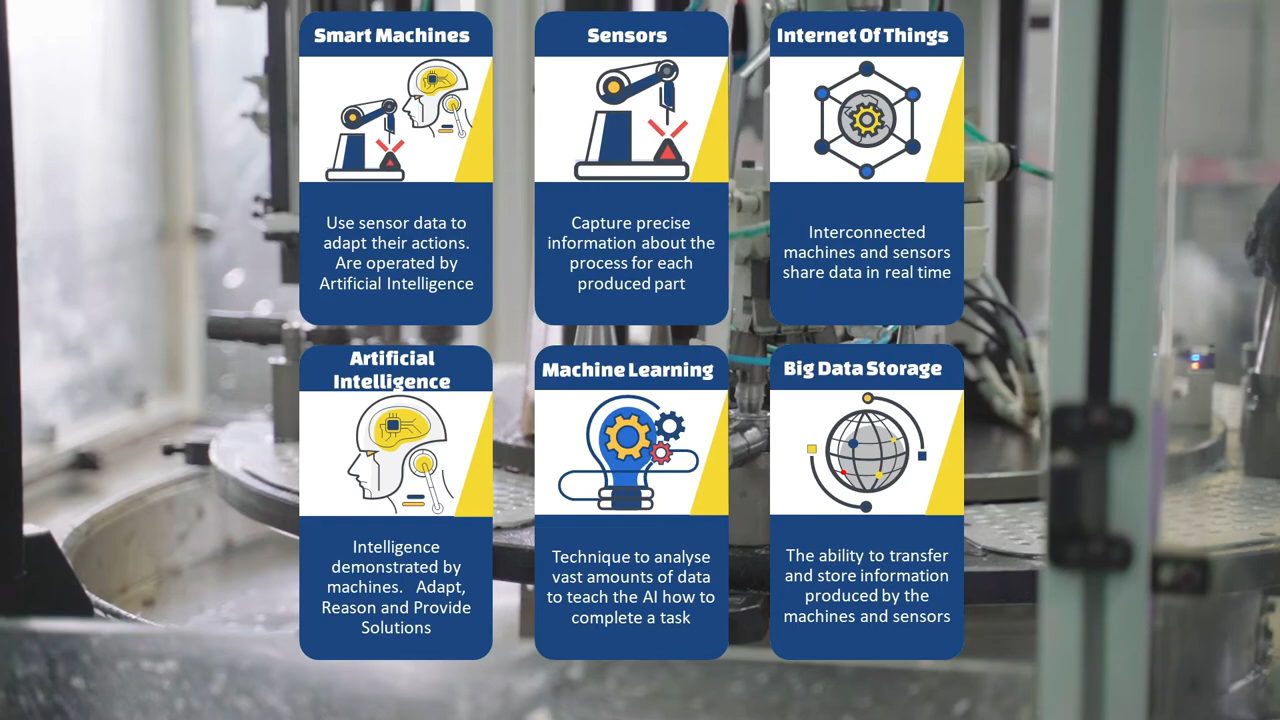 Smart Machines
Use sensor data to
adapt their actions.
Are operated by
Artificial Intelligence
Sensors
Capture precise
information about the
process for each
produced part
Internet Of Things
Interconnected
machines and sensors
share data in real time
Artificial
Intelligence
Intelligence
demonstrated by
machines. Adapt,
Reason and Provide
Solutions
Machine Learning
Technique to analyse
vast amounts of data
to teach the AI how to
complete a task
Big Data Storage
The ability to transfer
and store information
produced by the
machines and sensors